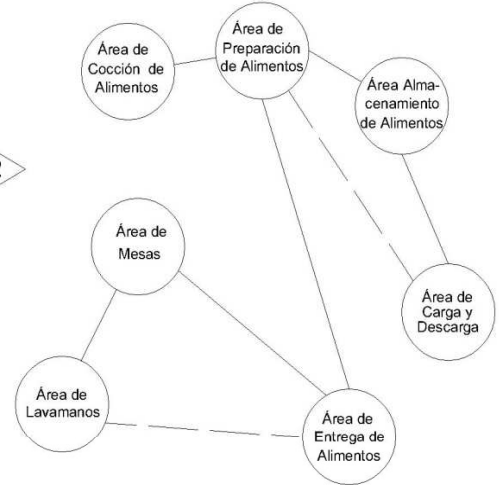 Área de
Cocción de
Alimentos
Área de
Preparación
de Alimentos
Área Alma-
cenamiento
de Alimentos
Área de
Mesas
Área de
Carga y
Descarga
Área de
Lavamanos
Área de
Entrega de
Alimentos